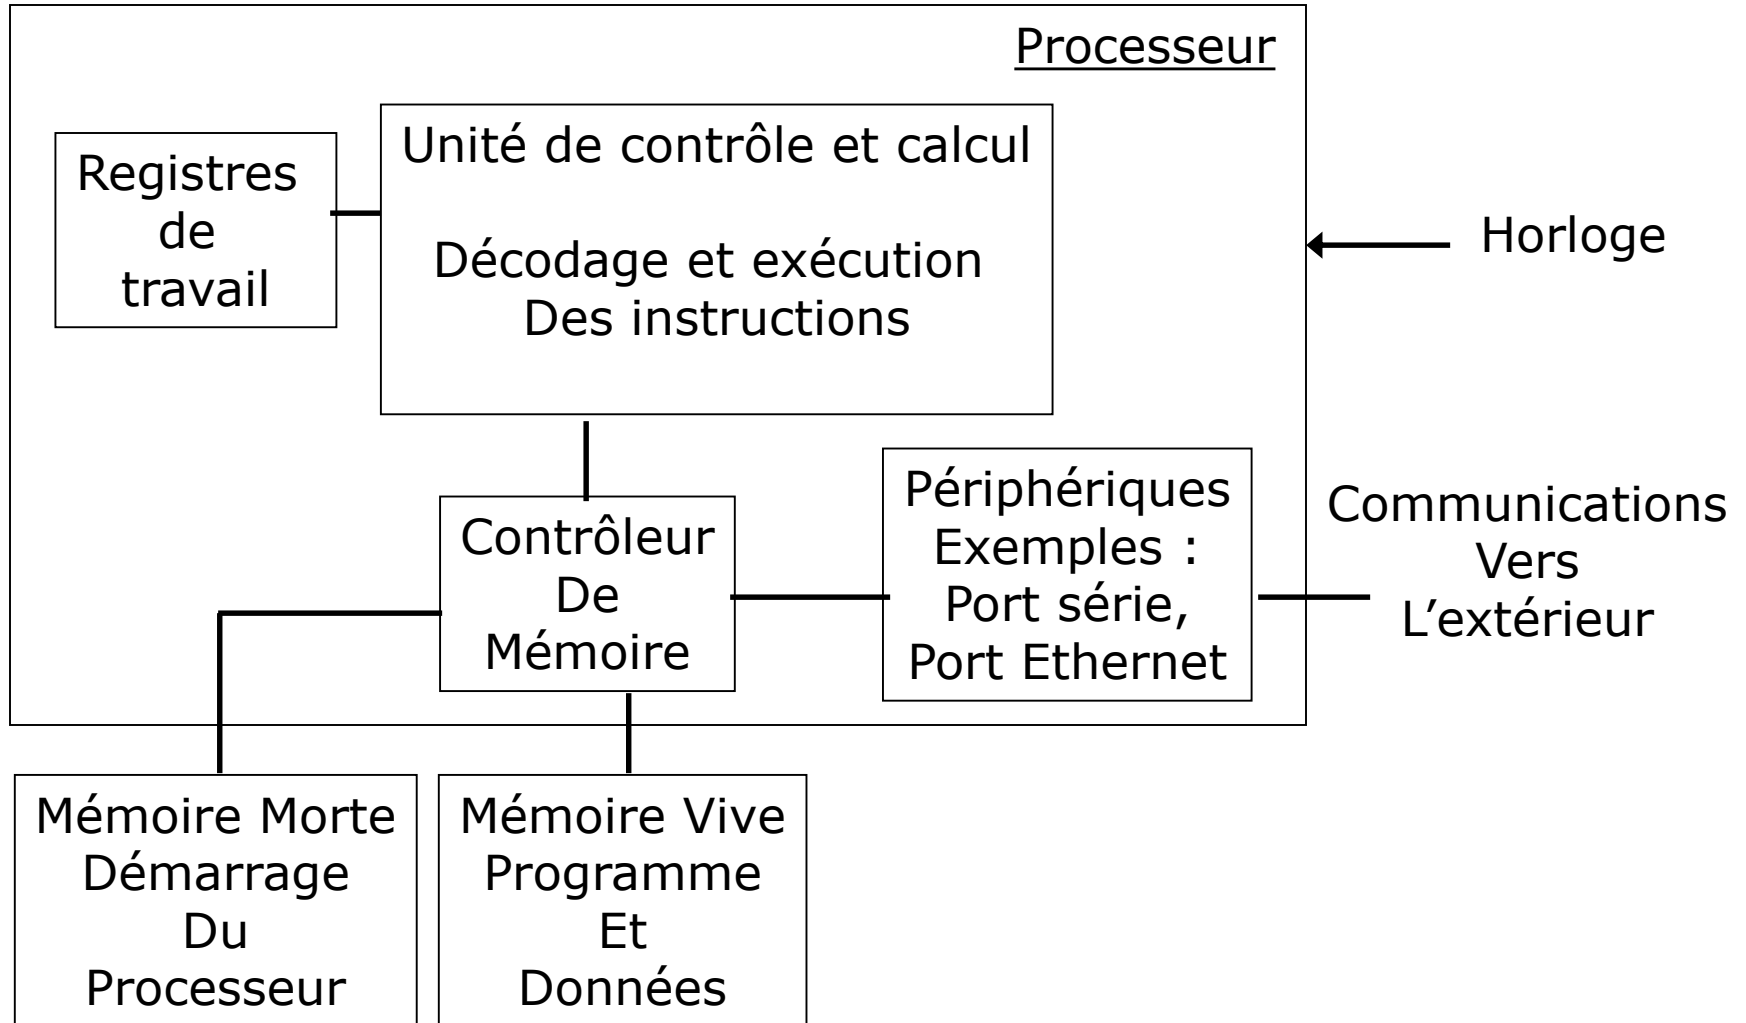 Processeur
Registres
de
travail
Unité de contrôle et calcul
Décodage et exécution
Des instructions
Horloge
Contrôleur
De
Mémoire
Périphériques
Exemples :
Port série,
Port Ethernet
Communications
Vers
L’extérieur
Mémoire Morte
Démarrage
Du
Processeur
Mémoire Vive
Programme
Et
Données